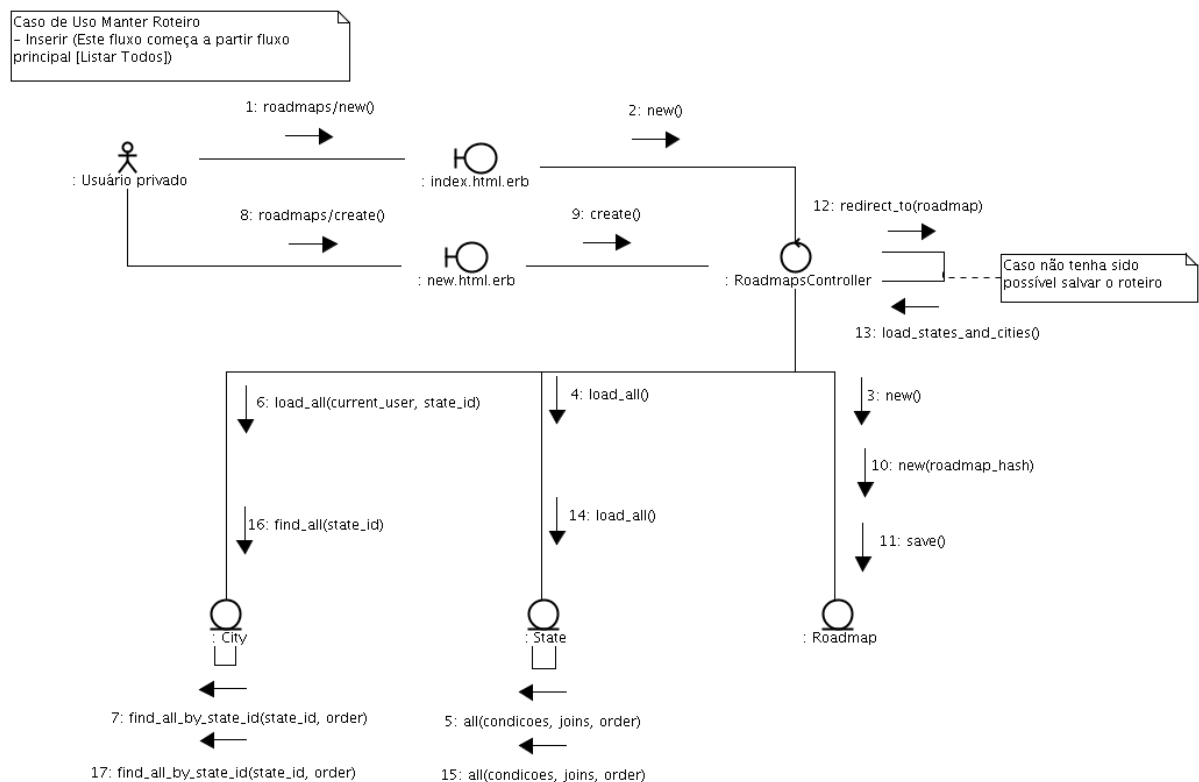 Caso de Uso Manter Roteiro
– Inserir (Este fluxo começa a partir fluxo
principal [Listar Todos])
1: roadmaps/new()
2: new()
: Usuário privado
: index.html.erb
8: roadmaps/create()
9: create()
12: redirect_to(roadmap)
: new.html.erb
: RoadmapsController
Caso não tenha sido
possível salvar o roteiro
13: load_states_and_cities()
6: load_all(current_user, state_id)
4: load_all()
3: new()
10: new(roadmap_hash)
16: find_all(state_id)
14: load_all()
11: save()
: City
: State
: Roadmap
7: find_all_by_state_id(state_id, order)
5: all(condicoes, joins, order)
17: find_all_by_state_id(state_id, order)
15: all(condicoes, joins, order)